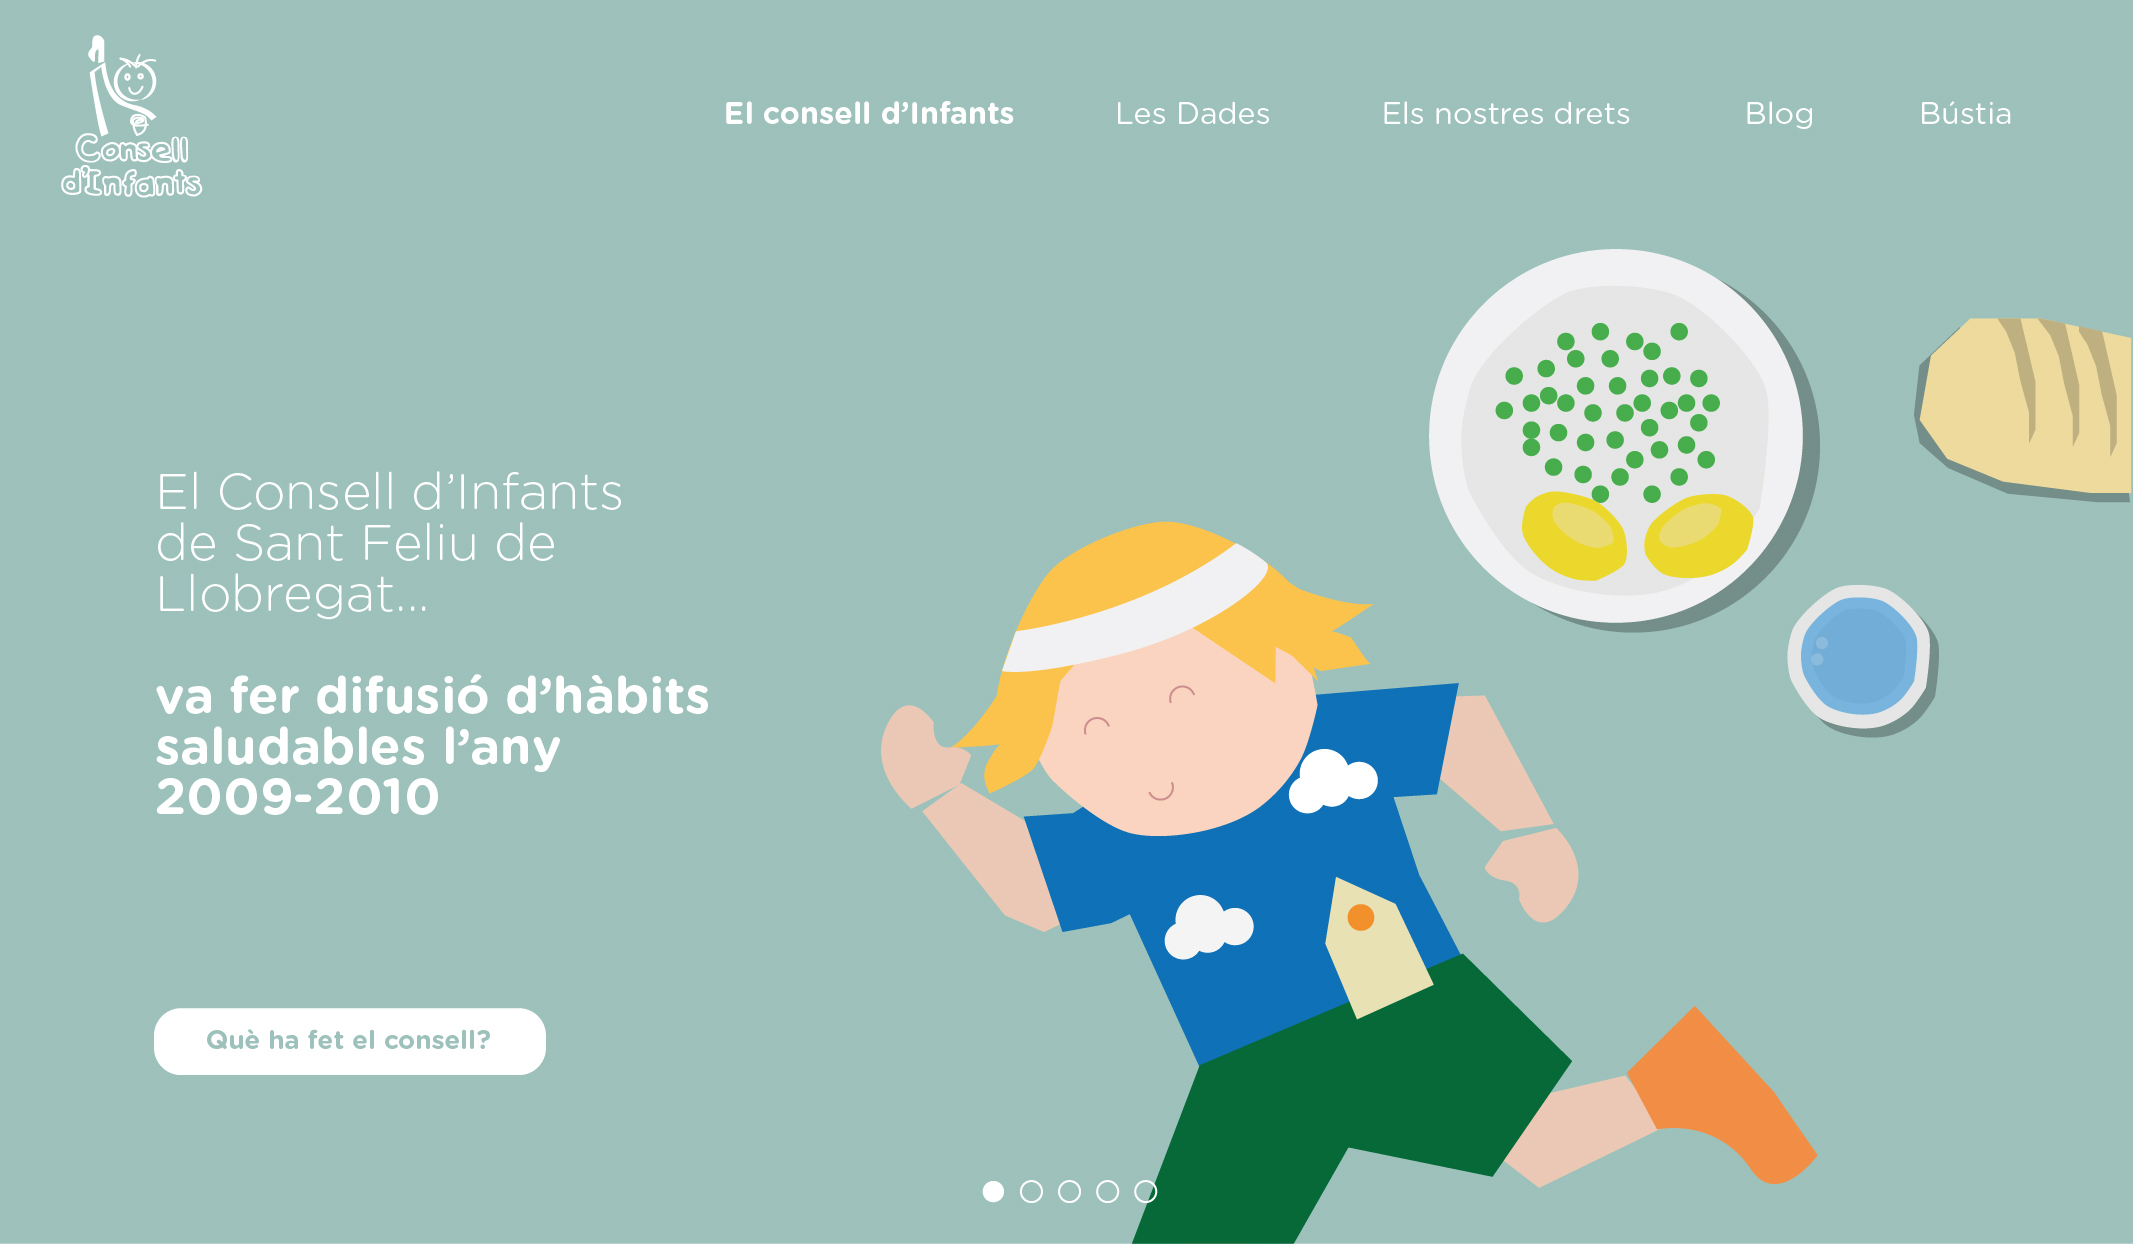 Consell
d'Infants
El consell d’Infants
Les Dades
Els nostres drets
Blog
Bústia
El Consell d’Infants
de Sant Feliu de
Llobregat...
va fer difusió d’hàbits
saludables l’any
2009-2010
Què ha fet el consell?